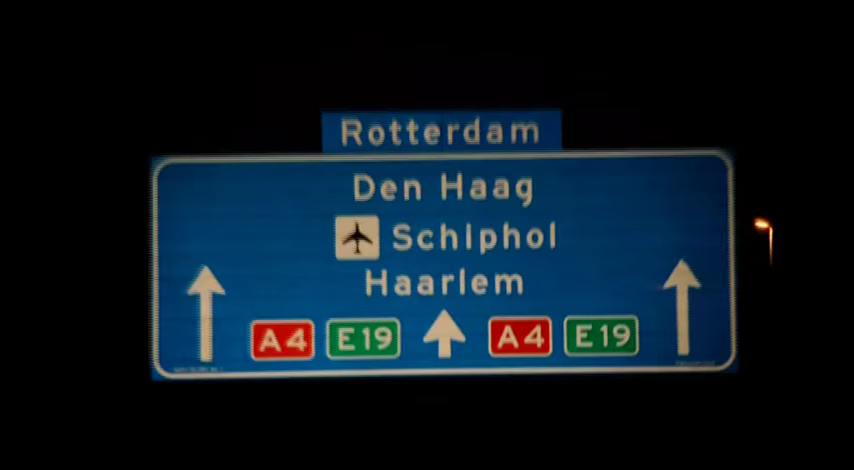 Rotterdam
Den Haag
Schiphol
Haarlem
A4 E19 A4 E19